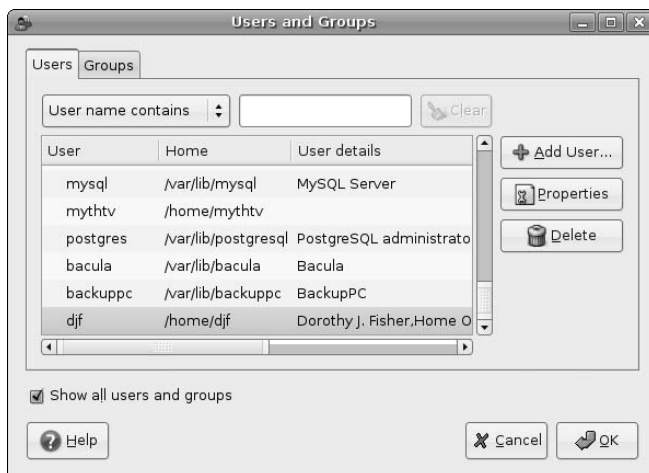 Users and Groups
Users Groups
User name contains Clear
User Home User details
mysql /var/lib/mysql MySQL Server
mythtv /home/mythtv
postgres /var/lib/postgresql PostgreSQL administrato
bacula /var/lib/bacula Bacula
backuppc /var/lib/backuppc BackupPC
djf /home/djf Dorothy J. Fisher,Home O
Add User...
Properties
Delete
Show all users and groups
Help Cancel OK